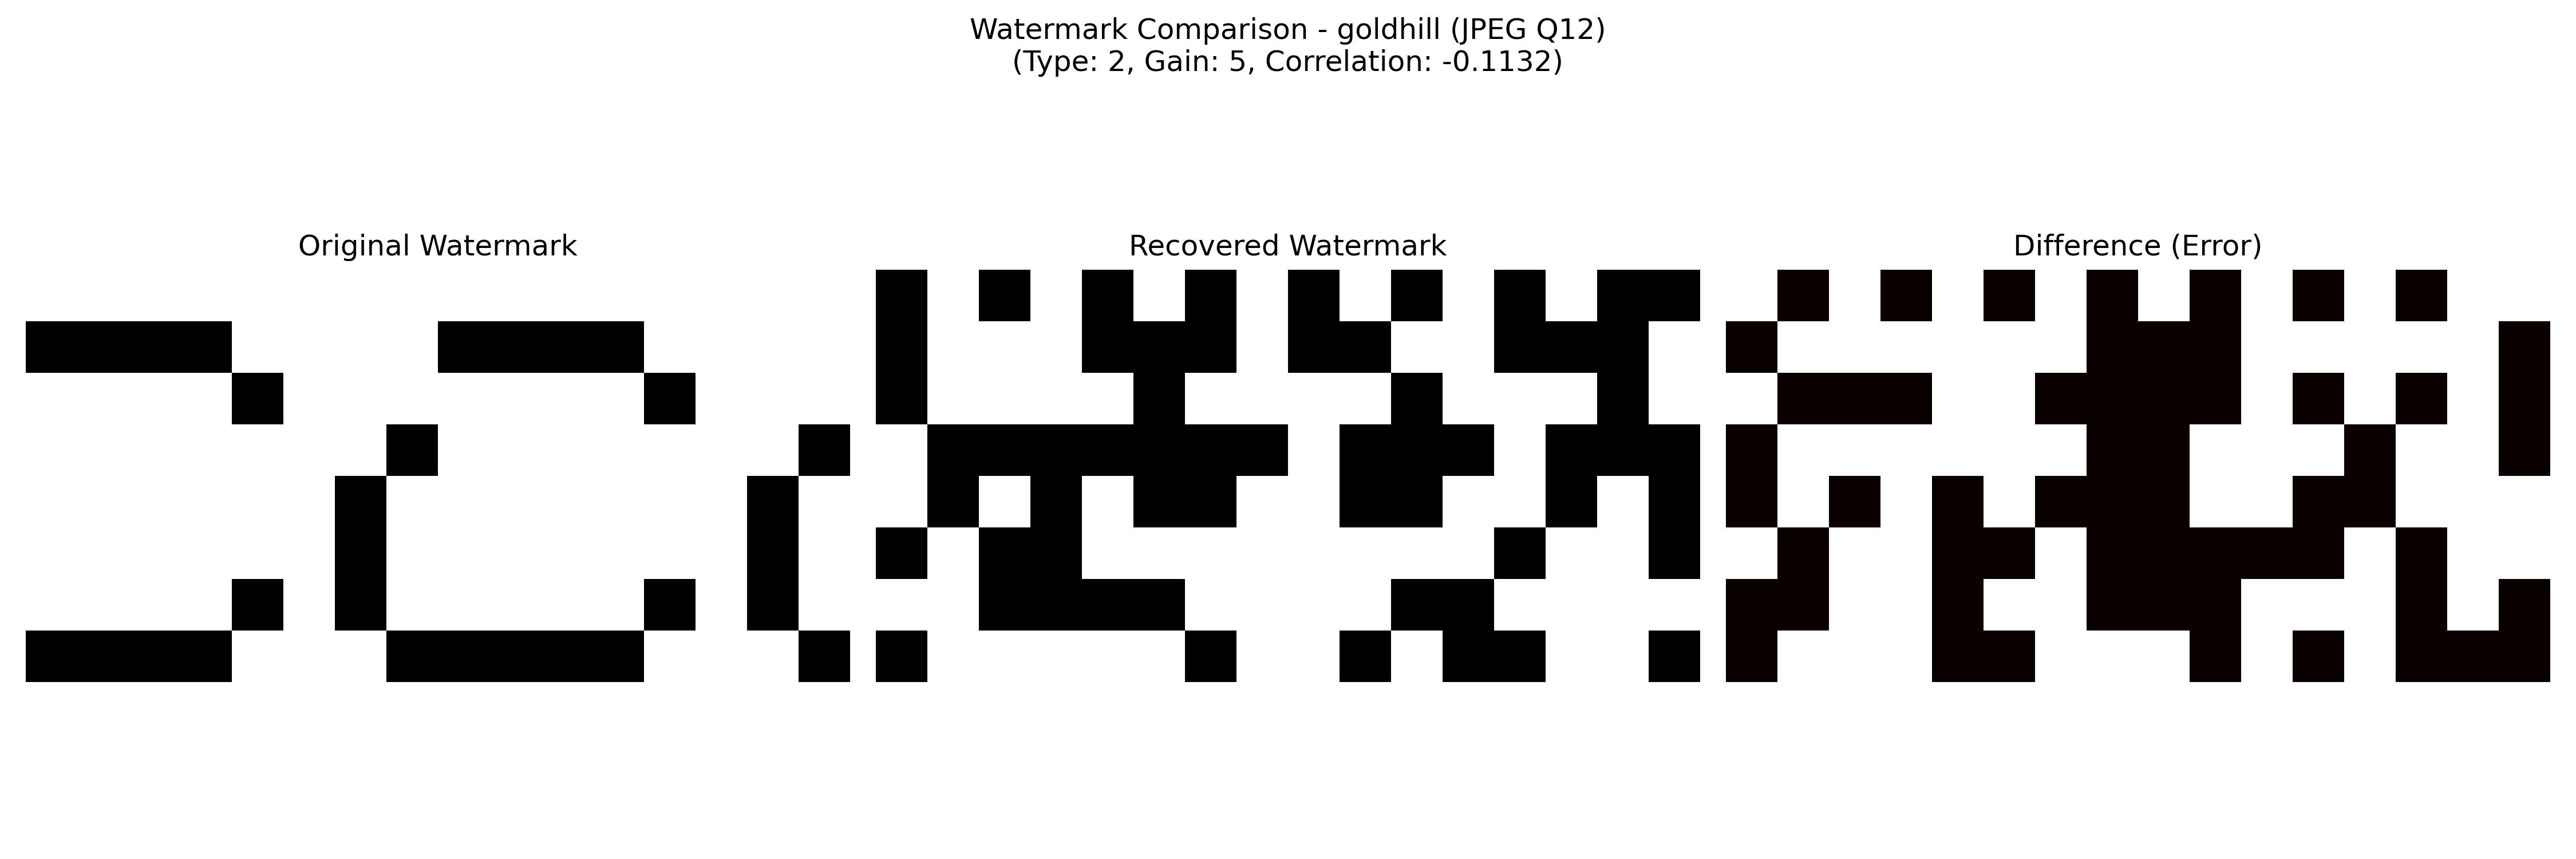 Watermark Comparison - goldhill (JPEG Q12)
(Type: 2, Gain: 5, Correlation: -0.1132)
Original Watermark
Recovered Watermark
Difference (Error)